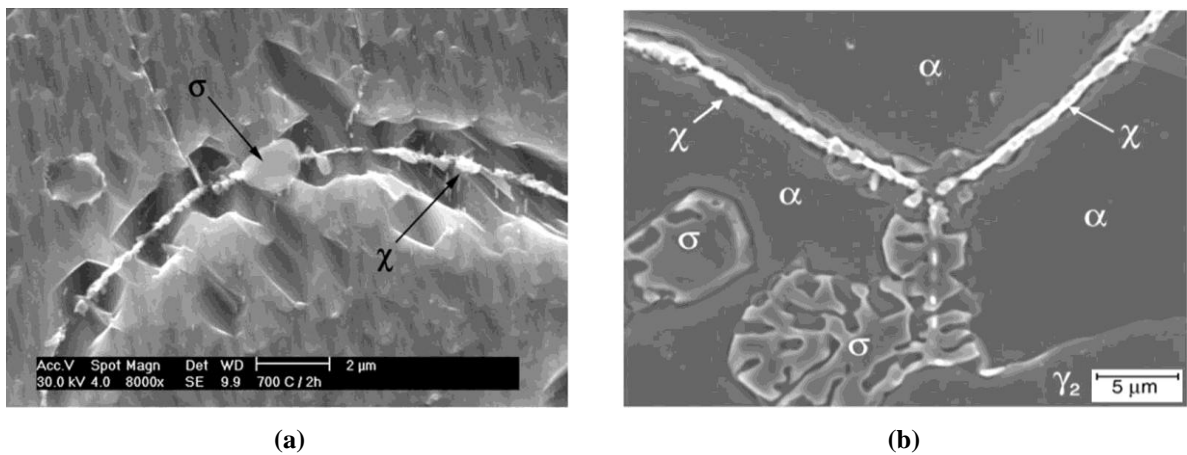 σ
χ
Acc.V Spot Magn Det WD 2 µm
30.0 kV 4.0 8000x SE 9.9 700 C / 2h
(a)
α
χ
χ
α
α
σ
σ
γ₂
5 µm
(b)